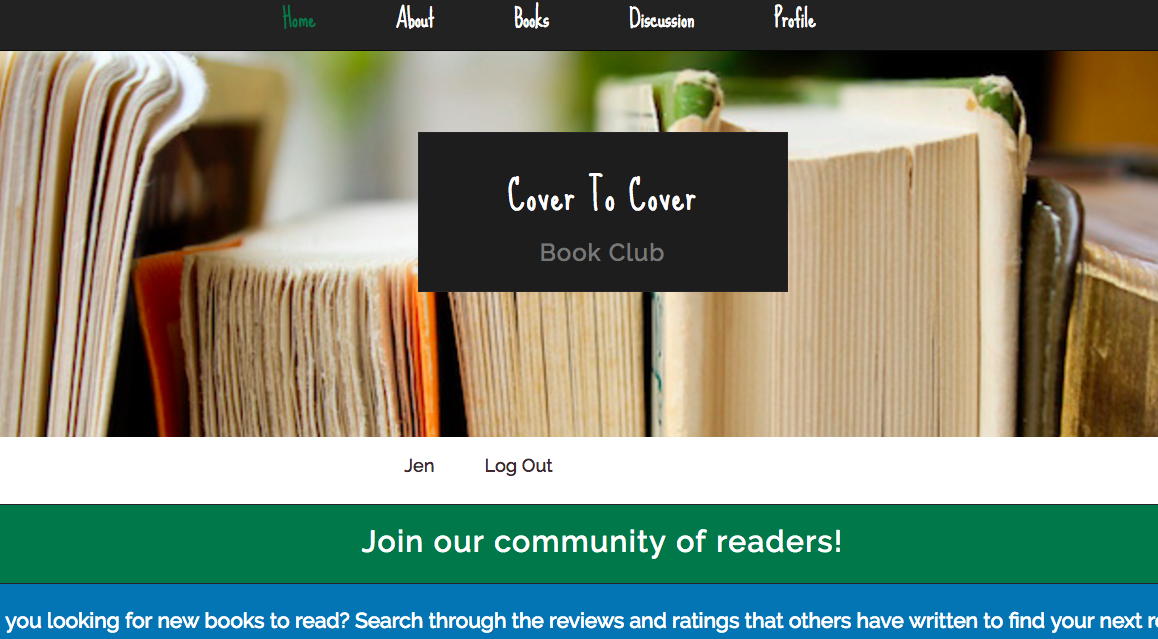 Home About Books Discussion Profile
Cover To Cover
Book Club
Jen Log Out
Join our community of readers!
you looking for new books to read? Search through the reviews and ratings that others have written to find your next